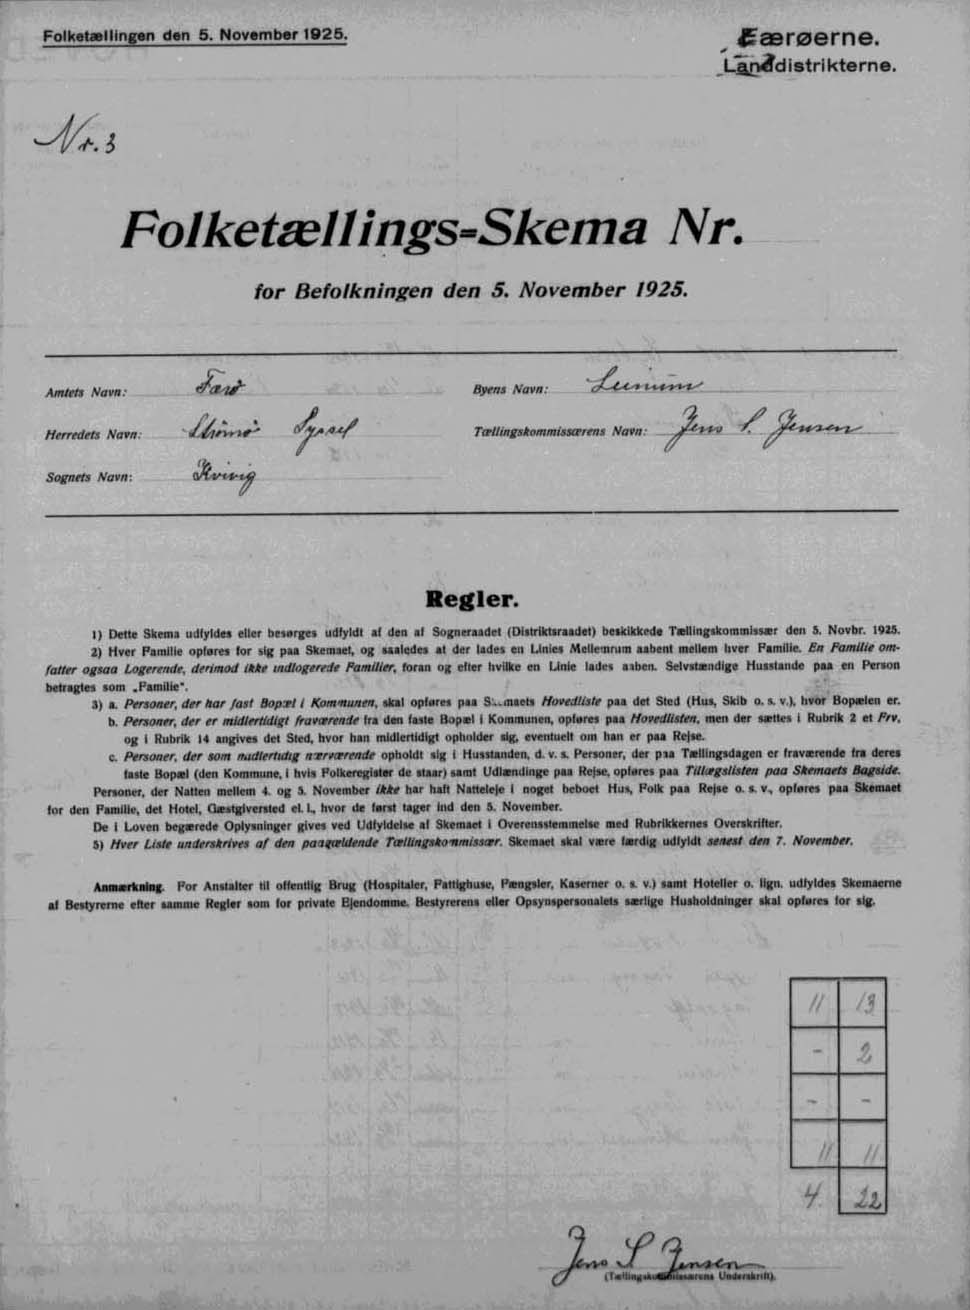 Folketællingen den 5. November 1925.
Færøerne.
Landdistrikterne.
Nr. 3
Folketællings=Skema Nr.
for Befolkningen den 5. November 1925.
Amtets Navn: Færø
Byens Navn: Leinum
Herredets Navn: Strømø Syssel
Tællingskommissærens Navn: Jens S. Jensen
Sognets Navn: Kvivig
Regler.
1) Dette Skema udfyldes eller besørges udfyldt af den af Sogneraadet (Distriktsraadet) beskikkede Tællingskommissær den 5. Novbr. 1925.
2) Hver Familie opføres for sig paa Skemaet, og saaledes at der lades en Linies Mellemrum aabent mellem hver Familie. En Familie om-
fatter ogsaa Logerende, derimod ikke indlogerede Familier, foran og efter hvilke en Linie lades aaben. Selvstændige Husstande paa en Person
betragtes som „Familie".
3) a. Personer, der har fast Bopæl i Kommunen, skal opføres paa Skemaets Hovedliste paa det Sted (Hus, Skib o. s. v.), hvor Bopælen er.
b. Personer, der er midlertidigt fraværende fra den faste Bopæl i Kommunen, opføres paa Hovedlisten, men der sættes i Rubrik 2 et Frv,
og i Rubrik 14 angives det Sted, hvor han midlertidigt opholder sig, eventuelt om han er paa Rejse.
c. Personer, der som midlertidig nærværende opholdt sig i Husstanden, d. v. s. Personer, der paa Tællingsdagen er fraværende fra deres
faste Bopæl (den Kommune, i hvis Folkeregister de staar) samt Udlændinge paa Rejse, opføres paa Tillægslisten paa Skemaets Bagside.
Personer, der Natten mellem 4. og 5. November ikke har haft Natteleje i noget beboet Hus, Folk paa Rejse o. s. v., opføres paa Skemaet
for den Familie, det Hotel, Gæstgiversted el. l., hvor de først tager ind den 5. November.
De i Loven begærede Oplysninger gives ved Udfyldelse af Skemaet i Overensstemmelse med Rubrikkernes Overskrifter.
5) Hver Liste underskrives af den paagældende Tællingskommissær. Skemaet skal være færdig udfyldt senest den 7. November.
Anmærkning. For Anstalter til offentlig Brug (Hospitaler, Fattighuse, Fængsler, Kaserner o. s. v.) samt Hoteller o. lign. udfyldes Skemaerne
af Bestyrerne efter samme Regler som for private Ejendomme. Bestyrerens eller Opsynspersonalets særlige Husholdninger skal opføres for sig.
11 13
- 2
- -
11 11
4 22
Jens S Jensen
(Tællingskommissærens Underskrift).